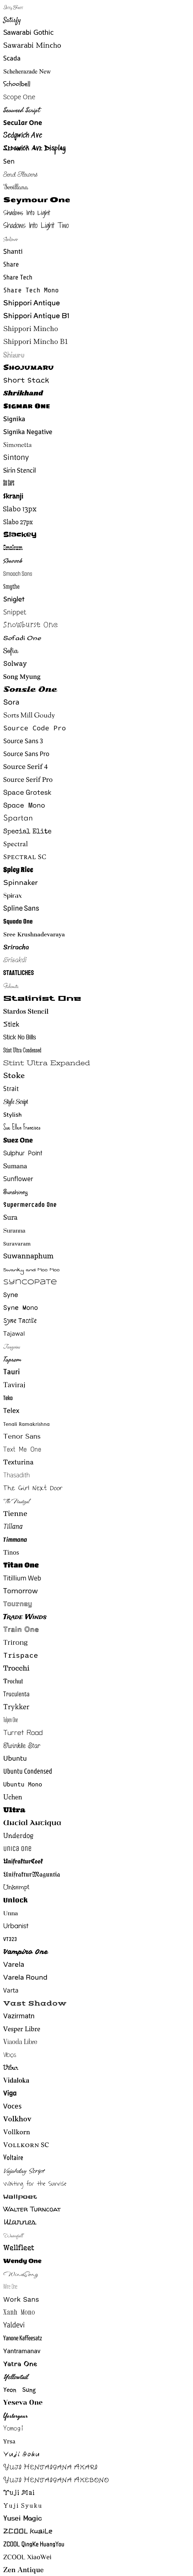 Satisfy
Sawarabi Gothic
Sawarabi Mincho
Scada
Scheherazade New
Schoolbell
Scope One
Seaweed Script
Secular One
Sedgwick Ave
Sedgwick Ave Display
Sen
Send Flowers
Sevillana
Seymour One
Shadows Into Light
Shadows Into Light Two
Shalimar
Shanti
Share
Share Tech
Share Tech Mono
Shippori Antique
Shippori Antique B1
Shippori Mincho
Shippori Mincho B1
Shizuru
Shojumaru
Short Stack
Shrikhand
Sigmar One
Signika
Signika Negative
Simonetta
Sintony
Sirin Stencil
Six Caps
Skranji
Slabo 13px
Slabo 27px
Slackey
Smokum
Smooch
Smooch Sans
Smythe
Sniglet
Snippet
Snowburst One
Sofadi One
Sofia
Solway
Song Myung
Sonsie One
Sora
Sorts Mill Goudy
Source Code Pro
Source Sans 3
Source Sans Pro
Source Serif 4
Source Serif Pro
Space Grotesk
Space Mono
Spartan
Special Elite
Spectral
Spectral SC
Spicy Rice
Spinnaker
Spirax
Spline Sans
Squada One
Sree Krushnadevaraya
Sriracha
Srisakdi
Staatliches
Stalemate
Stalinist One
Stardos Stencil
Stick
Stick No Bills
Stint Ultra Condensed
Stint Ultra Expanded
Stoke
Strait
Style Script
Stylish
Sue Ellen Francisco
Suez One
Sulphur Point
Sumana
Sunflower
Sunshiney
Supermercado One
Sura
Suranna
Suravaram
Suwannaphum
Swanky and Moo Moo
Syncopate
Syne
Syne Mono
Syne Tactile
Tajawal
Tangerine
Taprom
Tauri
Taviraj
Teko
Telex
Tenali Ramakrishna
Tenor Sans
Text Me One
Texturina
Thasadith
The Girl Next Door
The Nautigal
Tienne
Tillana
Timmana
Tinos
Titan One
Titillium Web
Tomorrow
Tourney
Trade Winds
Train One
Trirong
Trispace
Trocchi
Trochut
Truculenta
Trykker
Tulpen One
Turret Road
Twinkle Star
Ubuntu
Ubuntu Condensed
Ubuntu Mono
Uchen
Ultra
Uncial Antiqua
Underdog
Unica One
UnifrakturCook
UnifrakturMaguntia
Unkempt
Unlock
Unna
Urbanist
VT323
Vampiro One
Varela
Varela Round
Varta
Vast Shadow
Vazirmatn
Vesper Libre
Viaoda Libre
Vibes
Vibur
Vidaloka
Viga
Voces
Volkhov
Vollkorn
Vollkorn SC
Voltaire
Vujahday Script
Waiting for the Sunrise
Wallpoet
Walter Turncoat
Warnes
Waterfall
Wellfleet
Wendy One
WindSong
Wire One
Work Sans
Xanh Mono
Yaldevi
Yanone Kaffeesatz
Yantramanav
Yatra One
Yellowtail
Yeon Sung
Yeseva One
Yesteryear
Yomogi
Yrsa
Yuji Boku
Yuji Hentaigana Akari
Yuji Hentaigana Akebono
Yuji Mai
Yuji Syuku
Yusei Magic
ZCOOL KuaiLe
ZCOOL QingKe HuangYou
ZCOOL XiaoWei
Zen Antique